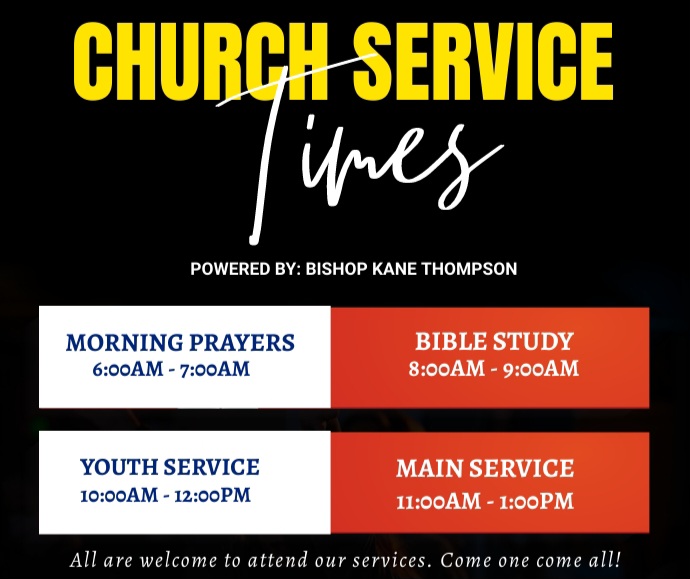 CHURCH SERVICE
Times
POWERED BY: BISHOP KANE THOMPSON
MORNING PRAYERS
6:00AM - 7:00AM
BIBLE STUDY
8:00AM - 9:00AM
YOUTH SERVICE
10:00AM - 12:00PM
MAIN SERVICE
11:00AM - 1:00PM
All are welcome to attend our services. Come one come all!